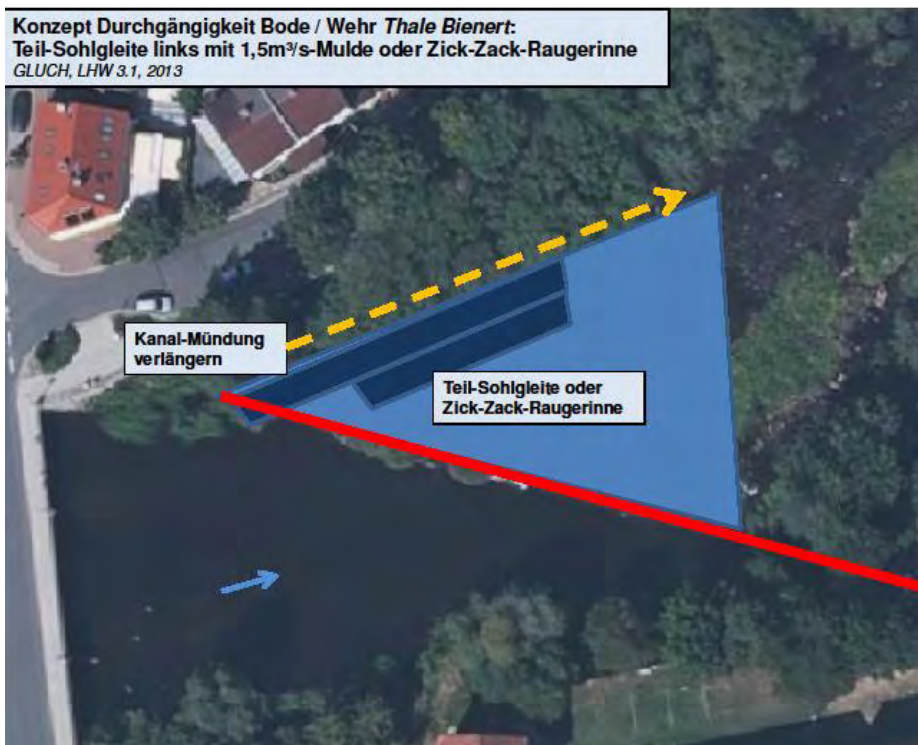 Konzept Durchgängigkeit Bode / Wehr Thale Bienert:
Teil-Sohlgleite links mit 1,5m³/s-Mulde oder Zick-Zack-Raugerinne
GLUCH, LHW 3.1, 2013
Kanal-Mündung
verlängern
Teil-Sohlgleite oder
Zick-Zack-Raugerinne